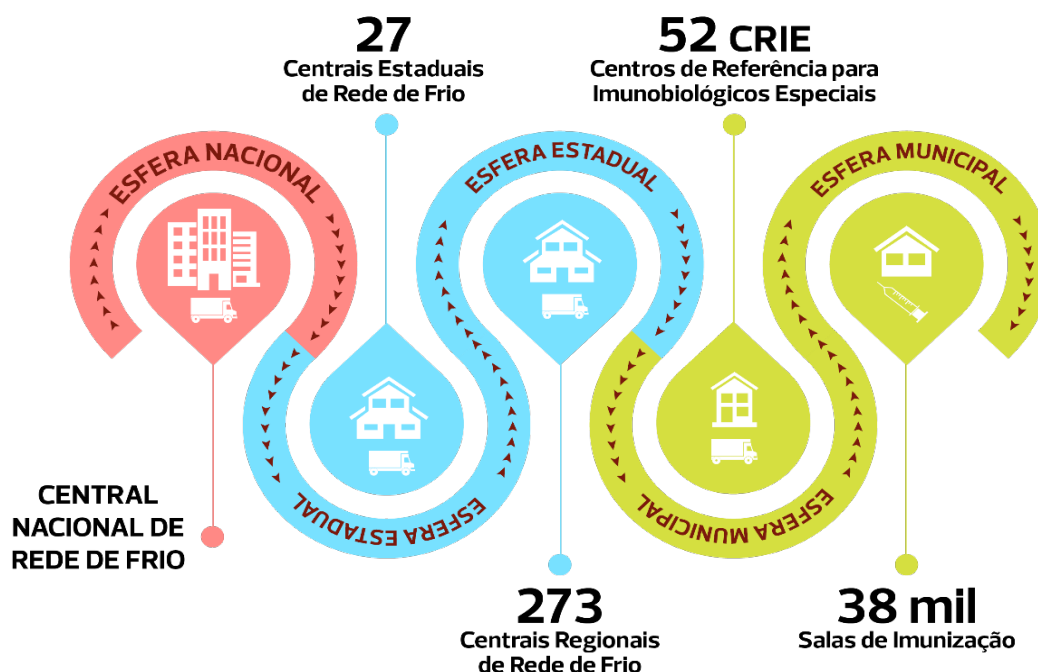 27
Centrais Estaduais
de Rede de Frio
52 CRIE
Centros de Referência para
Imunobiológicos Especiais
ESFERA NACIONAL
ESFERA ESTADUAL
ESFERA MUNICIPAL
ESFERA ESTADUAL
ESFERA MUNICIPAL
CENTRAL
NACIONAL DE
REDE DE FRIO
273
Centrais Regionais
de Rede de Frio
38 mil
Salas de Imunização